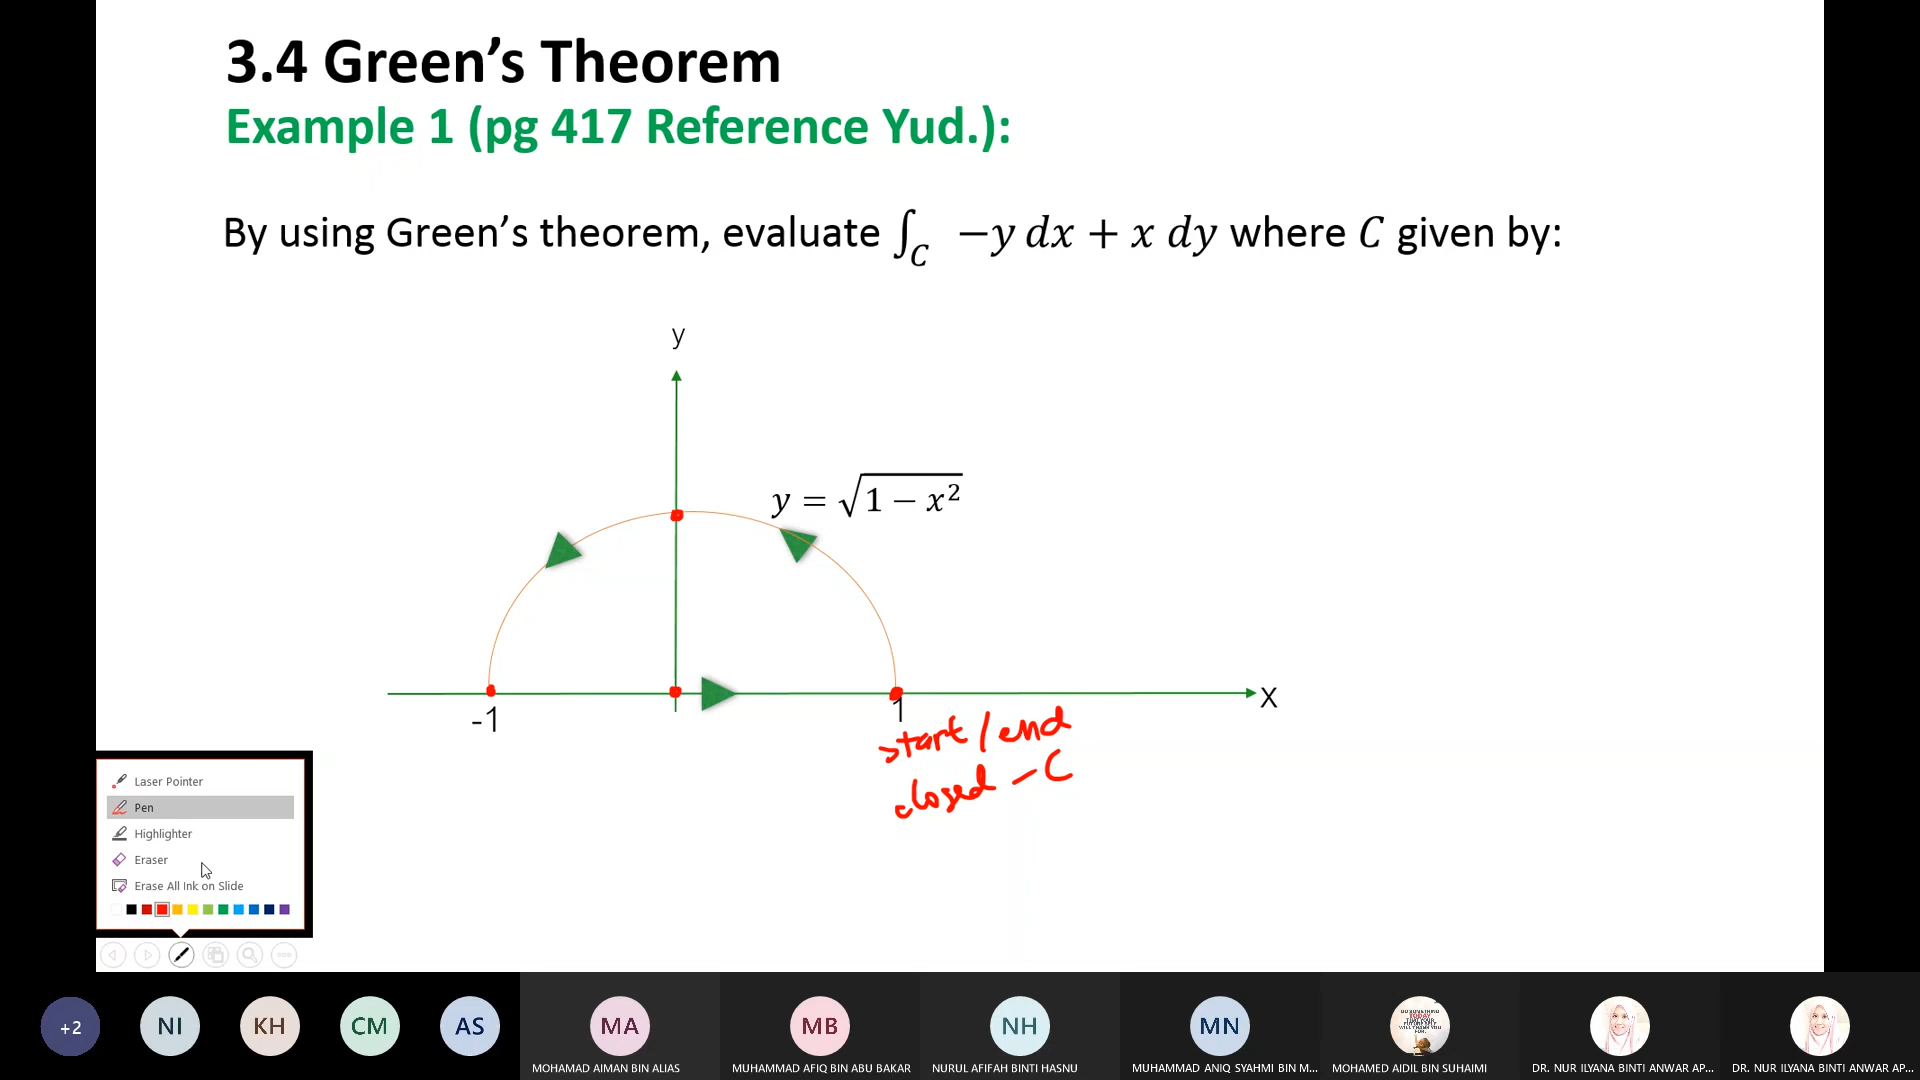 3.4 Green's Theorem
Example 1 (pg 417 Reference Yud.):
By using Green's theorem, evaluate ∫_C −y dx + x dy where C given by:
y
y = √(1 − x²)
-1
1
X
start / end
closed – C
Laser Pointer
Pen
Highlighter
Eraser
Erase All Ink on Slide
+2
NI
KH
CM
AS
MA
MB
NH
MN
MOHAMAD AIMAN BIN ALIAS
MUHAMMAD AFIQ BIN ABU BAKAR
NURUL AFIFAH BINTI HASNU
MUHAMMAD ANIQ SYAHMI BIN M...
MOHAMED AIDIL BIN SUHAIMI
DR. NUR ILYANA BINTI ANWAR AP...
DR. NUR ILYANA BINTI ANWAR AP...